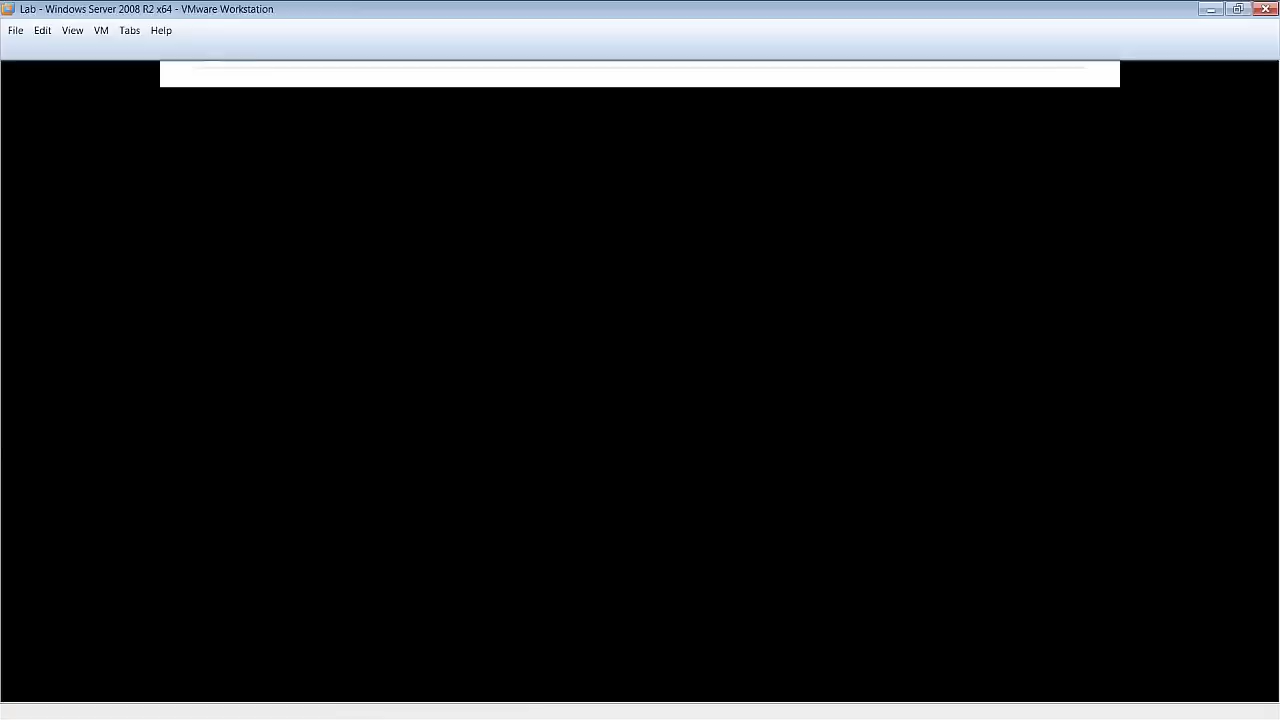 Lab - Windows Server 2008 R2 x64 - VMware Workstation
File Edit View VM Tabs Help